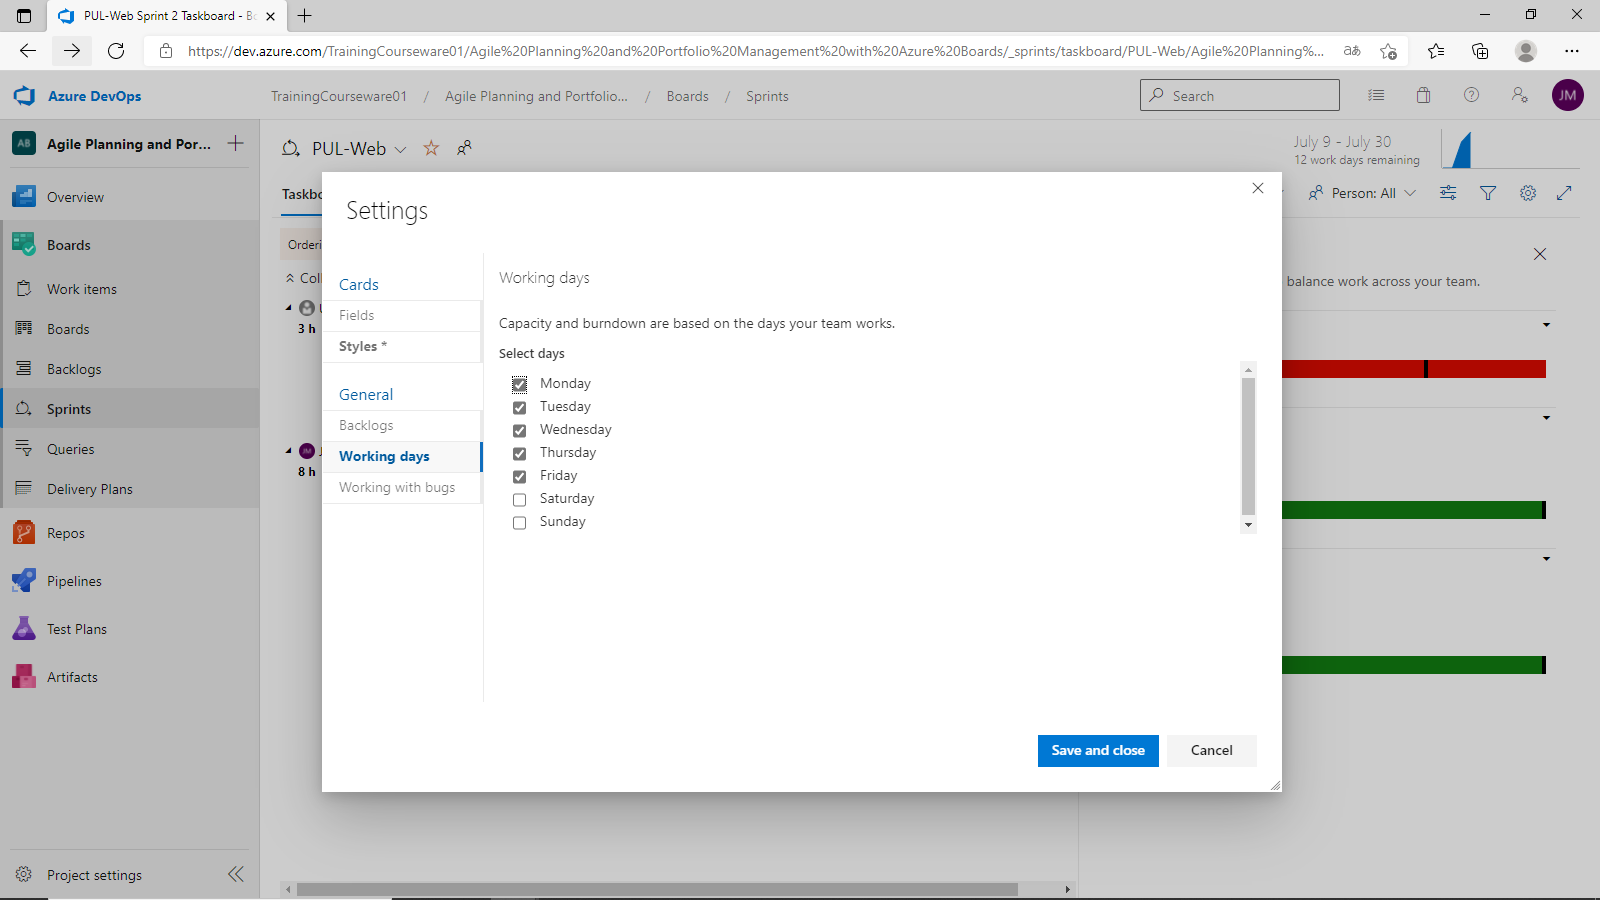 PUL-Web Sprint 2 Taskboard - Bo
https://dev.azure.com/TrainingCourseware01/Agile%20Planning%20and%20Portfolio%20Management%20with%20Azure%20Boards/_sprints/taskboard/PUL-Web/Agile%20Planning%...
Azure DevOps
TrainingCourseware01 / Agile Planning and Portfolio... / Boards / Sprints
Search
JM
AB
Agile Planning and Por...
Overview
Boards
Work items
Boards
Backlogs
Sprints
Queries
Delivery Plans
Repos
Pipelines
Test Plans
Artifacts
Project settings
PUL-Web
July 9 - July 30
12 work days remaining
Taskbo
Person: All
Orderi
Coll
3 h
JM
8 h
balance work across your team.
Settings
Cards
Fields
Styles *
General
Backlogs
Working days
Working with bugs
Working days
Capacity and burndown are based on the days your team works.
Select days
Monday
Tuesday
Wednesday
Thursday
Friday
Saturday
Sunday
Save and close
Cancel